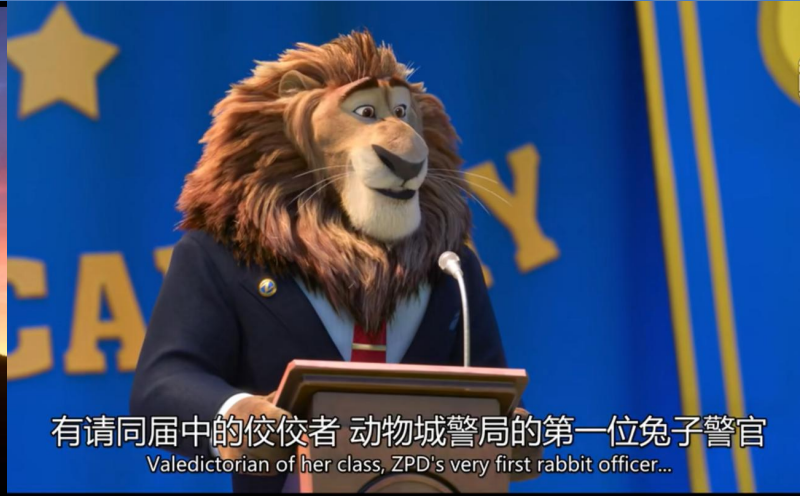 CA Y
有请同届中的佼佼者 动物城警局的第一位兔子警官
Valedictorian of her class, ZPD's very first rabbit officer...